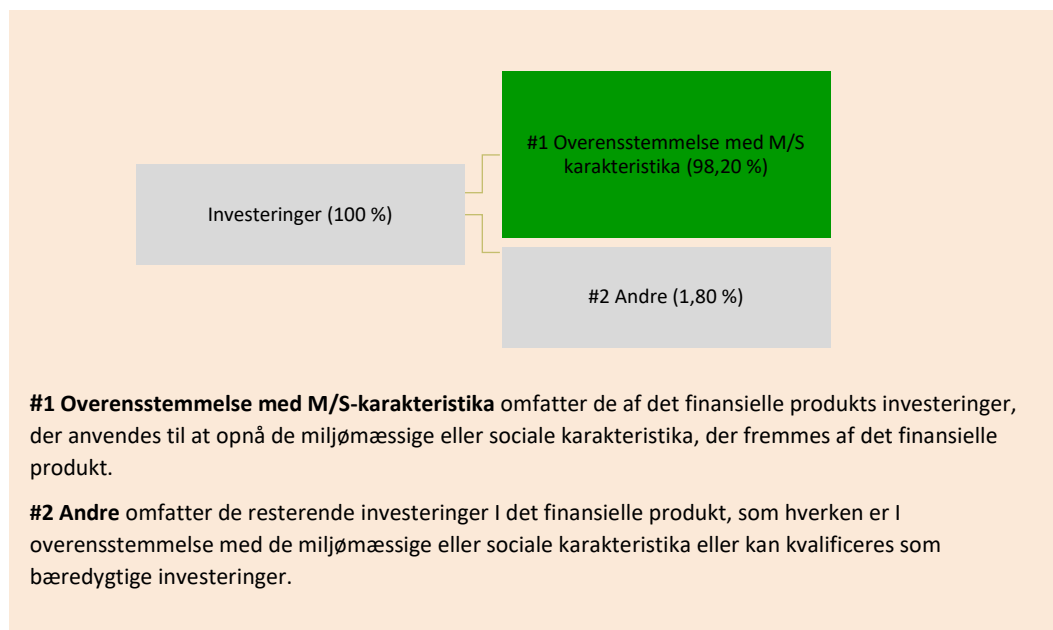 #1 Overensstemmelse med M/S
karakteristika (98,20 %)
Investeringer (100 %)
#2 Andre (1,80 %)
#1 Overensstemmelse med M/S-karakteristika omfatter de af det finansielle produkts investeringer,
der anvendes til at opnå de miljømæssige eller sociale karakteristika, der fremmes af det finansielle
produkt.
#2 Andre omfatter de resterende investeringer I det finansielle produkt, som hverken er I
overensstemmelse med de miljømæssige eller sociale karakteristika eller kan kvalificeres som
bæredygtige investeringer.